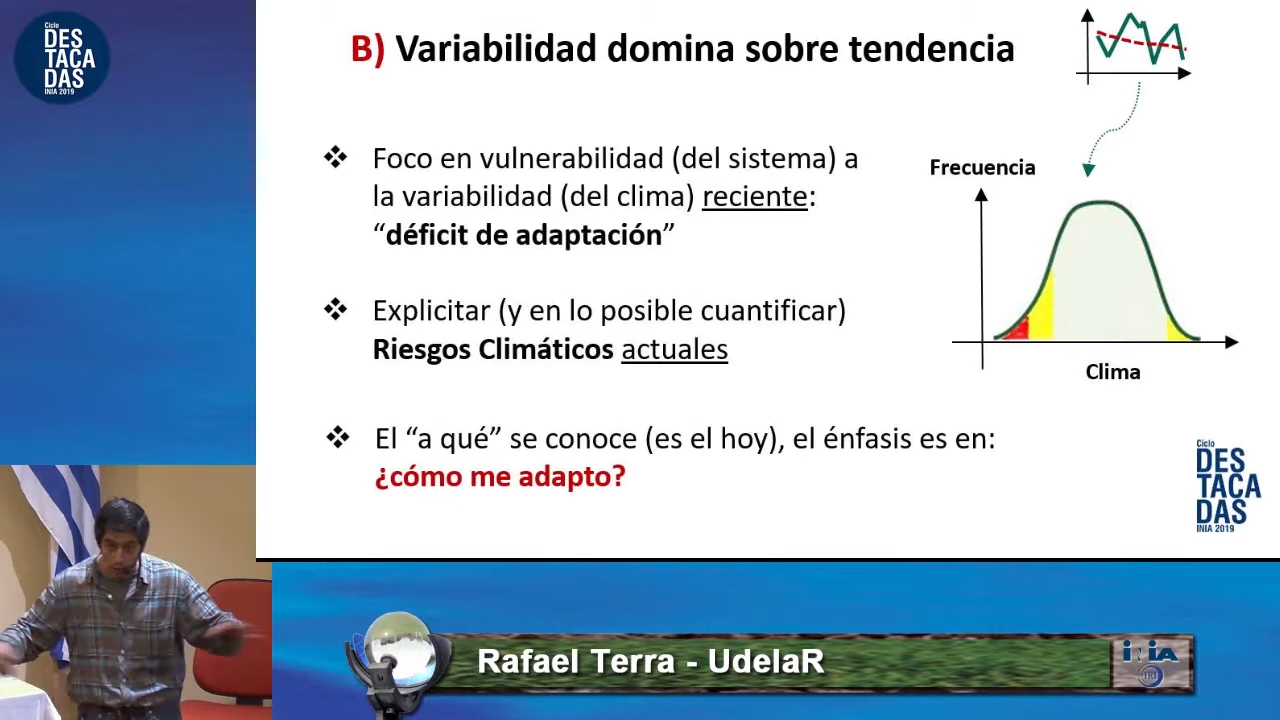 Ciclo
DES
TACA
DAS
INIA 2019
B) Variabilidad domina sobre tendencia
❖ Foco en vulnerabilidad (del sistema) a
la variabilidad (del clima) reciente:
“déficit de adaptación”
❖ Explicitar (y en lo posible cuantificar)
Riesgos Climáticos actuales
❖ El “a qué” se conoce (es el hoy), el énfasis es en:
¿cómo me adapto?
Frecuencia
Clima
Ciclo
DES
TACA
DAS
INIA 2019
Rafael Terra - UdelaR
INIA